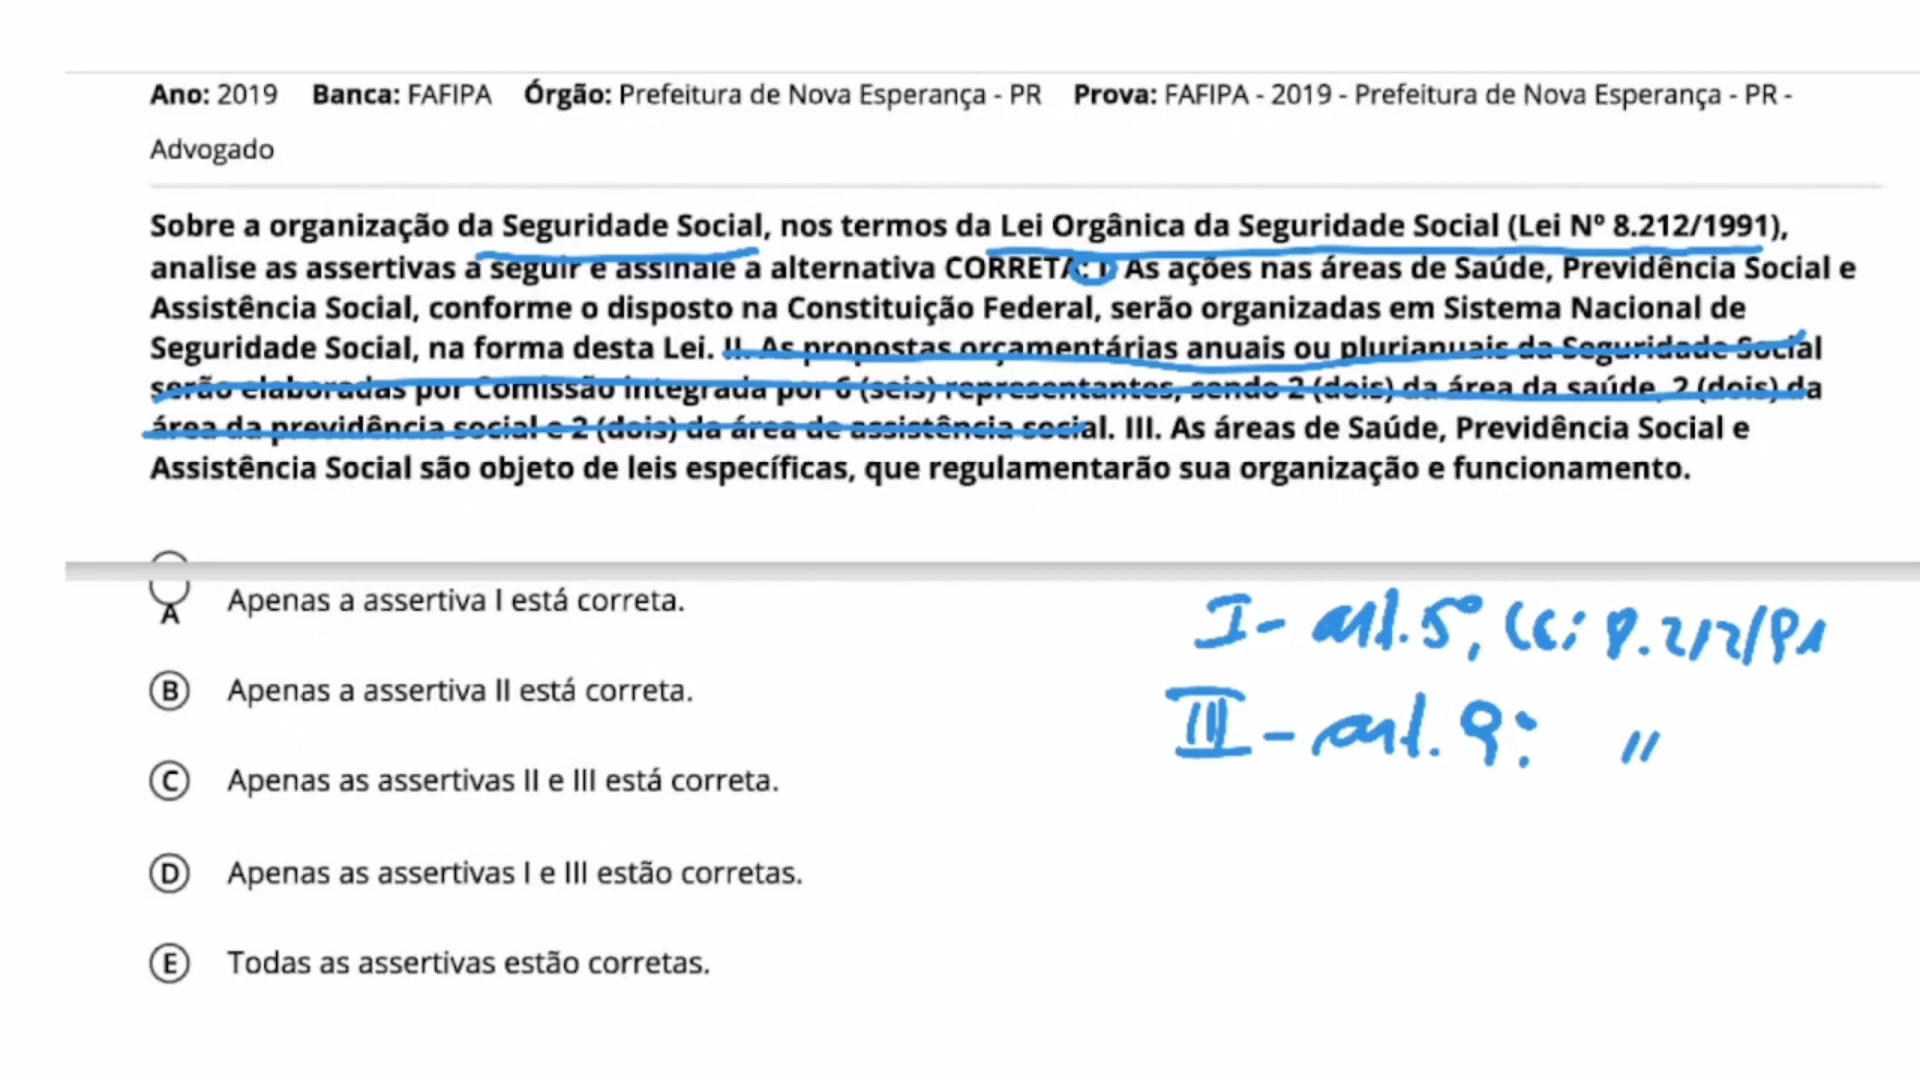 Ano: 2019 Banca: FAFIPA Órgão: Prefeitura de Nova Esperança - PR Prova: FAFIPA - 2019 - Prefeitura de Nova Esperança - PR -
Advogado
Sobre a organização da Seguridade Social, nos termos da Lei Orgânica da Seguridade Social (Lei Nº 8.212/1991),
analise as assertivas a seguir e assinale a alternativa CORRETA: I. As ações nas áreas de Saúde, Previdência Social e
Assistência Social, conforme o disposto na Constituição Federal, serão organizadas em Sistema Nacional de
Seguridade Social, na forma desta Lei. II. As propostas orçamentárias anuais ou plurianuais da Seguridade Social
serão elaboradas por Comissão integrada por 6 (seis) representantes, sendo 2 (dois) da área da saúde, 2 (dois) da
área da previdência social e 2 (dois) da área de assistência social. III. As áreas de Saúde, Previdência Social e
Assistência Social são objeto de leis específicas, que regulamentarão sua organização e funcionamento.
A Apenas a assertiva I está correta.
B Apenas a assertiva II está correta.
C Apenas as assertivas II e III está correta.
D Apenas as assertivas I e III estão corretas.
E Todas as assertivas estão corretas.
I- art. 5º, Lei 8.212/91
III- art. 9: "